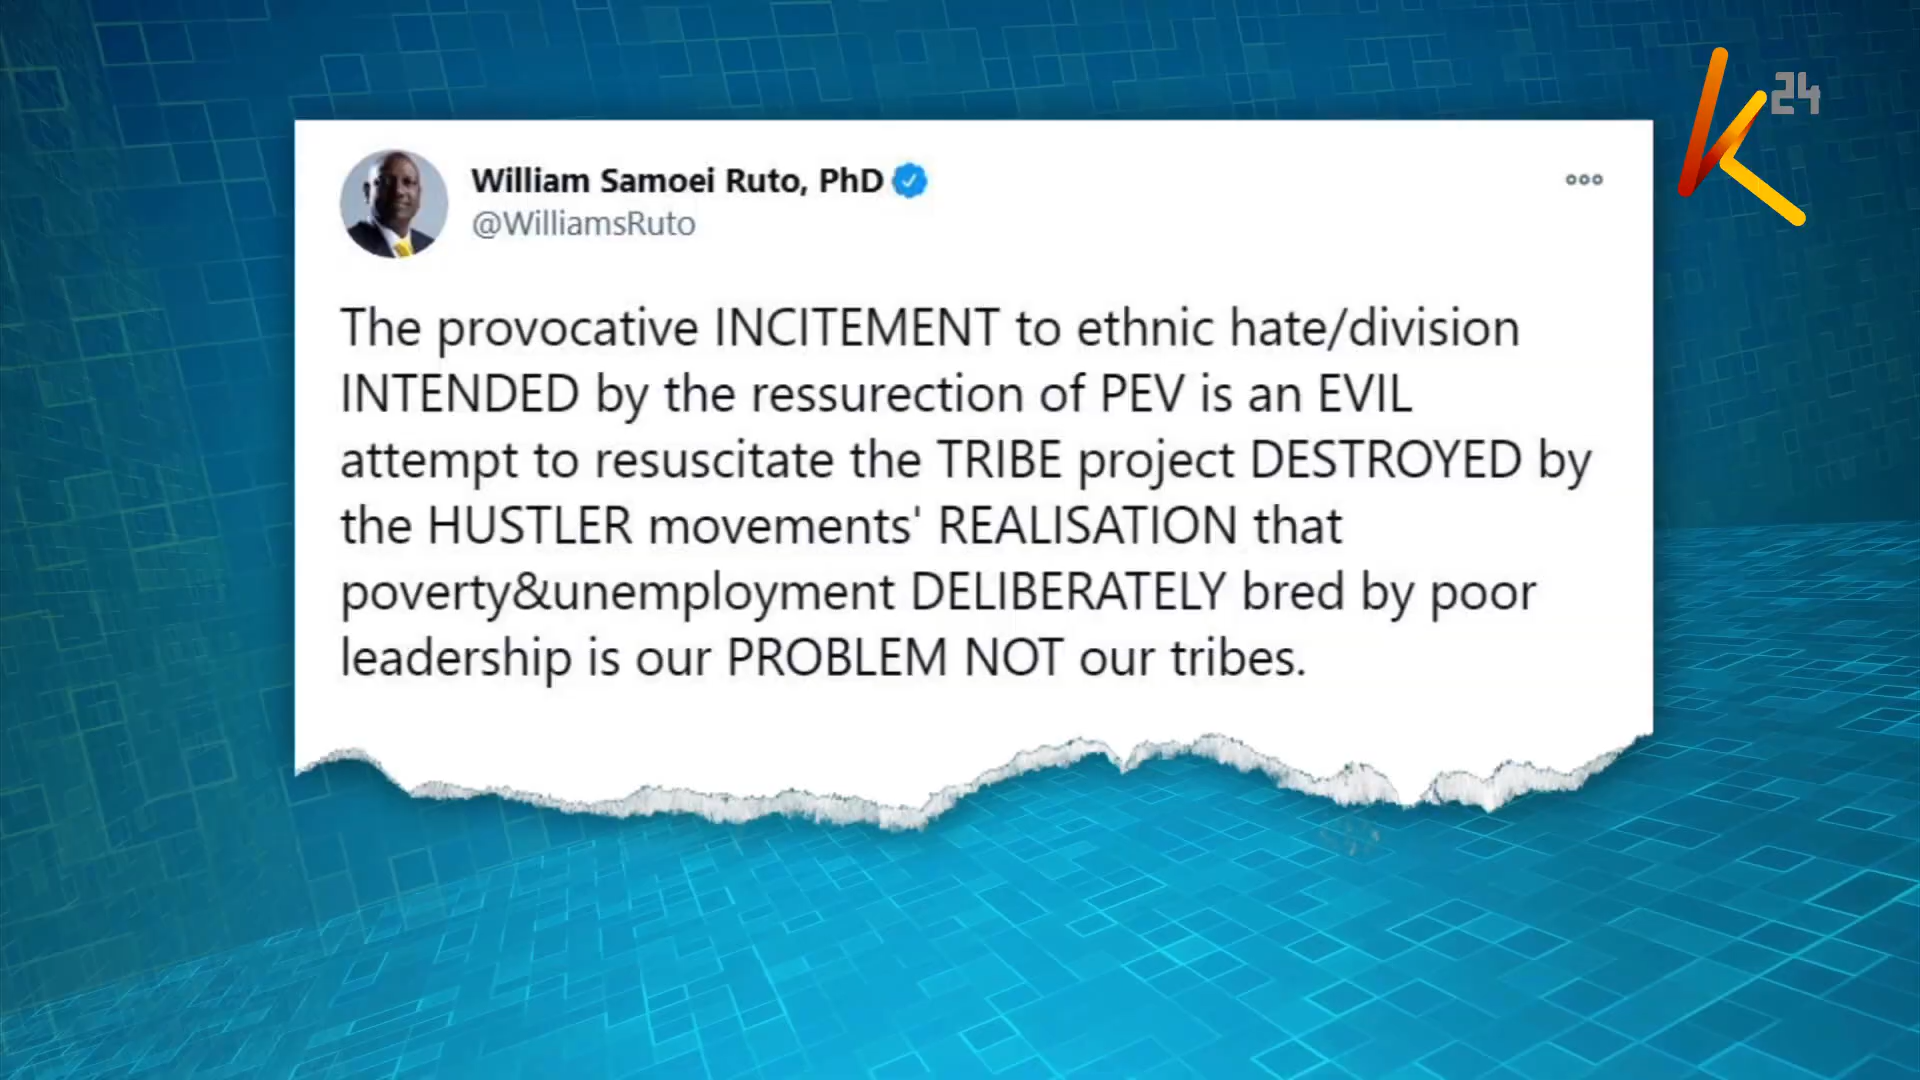 K24
William Samoei Ruto, PhD
@WilliamsRuto
The provocative INCITEMENT to ethnic hate/division
INTENDED by the ressurection of PEV is an EVIL
attempt to resuscitate the TRIBE project DESTROYED by
the HUSTLER movements' REALISATION that
poverty&unemployment DELIBERATELY bred by poor
leadership is our PROBLEM NOT our tribes.